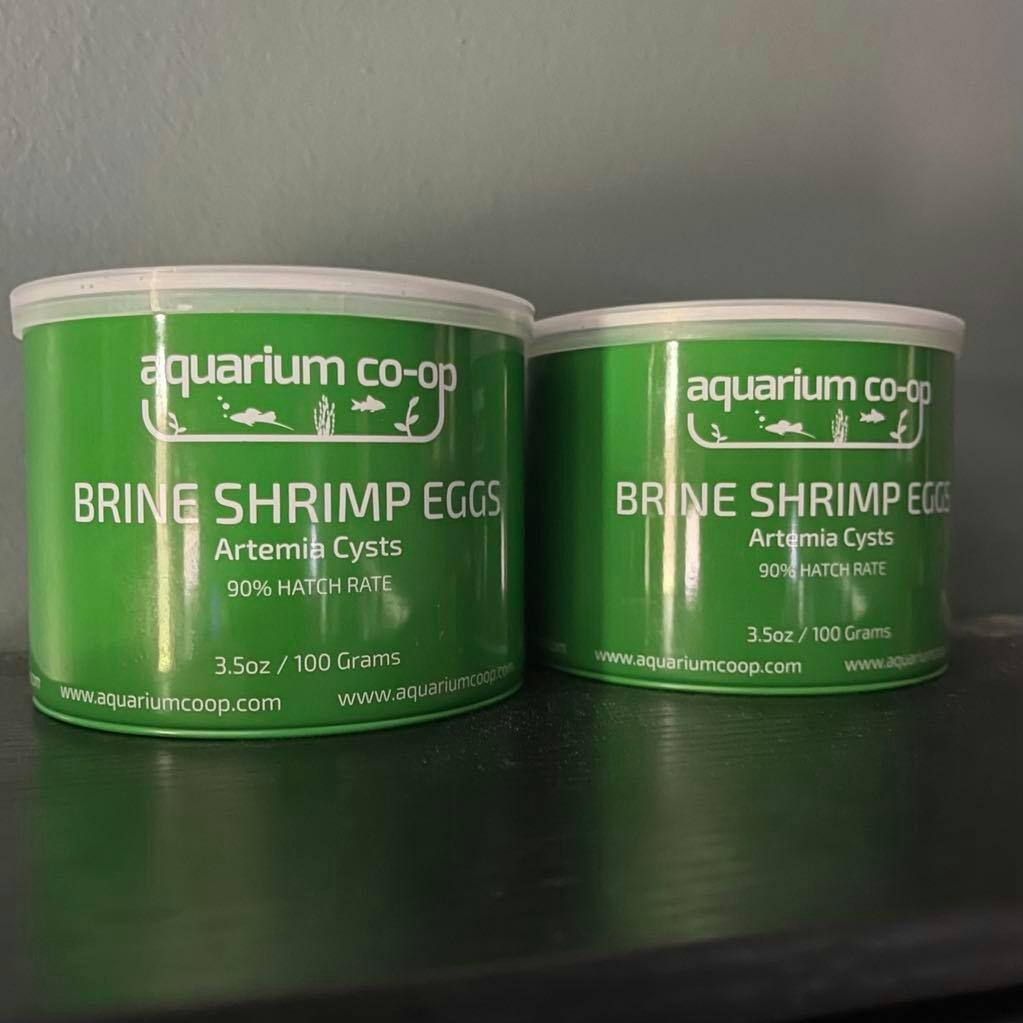 aquarium co-op
BRINE SHRIMP EGGS
Artemia Cysts
90% HATCH RATE
3.5oz / 100 Grams
www.aquariumcoop.com
www.aquariumcoop.com
aquarium co-op
BRINE SHRIMP EGGS
Artemia Cysts
90% HATCH RATE
3.5oz / 100 Grams
www.aquariumcoop.com
www.aquarium